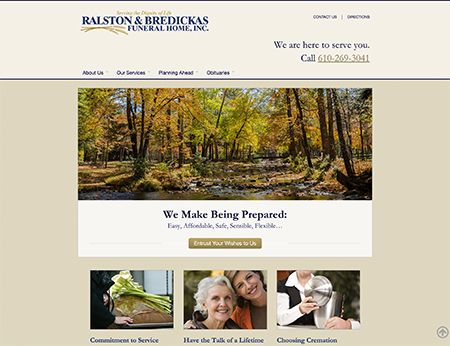 Serving the Dignity of Life
RALSTON & BREDICKAS
FUNERAL HOME, INC.
CONTACT US | DIRECTIONS
We are here to serve you.
Call 610-269-3041
About Us
Our Services
Planning Ahead
Obituaries
We Make Being Prepared:
Easy, Affordable, Safe, Sensible, Flexible…
Entrust Your Wishes to Us
Commitment to Service
Have the Talk of a Lifetime
Choosing Cremation